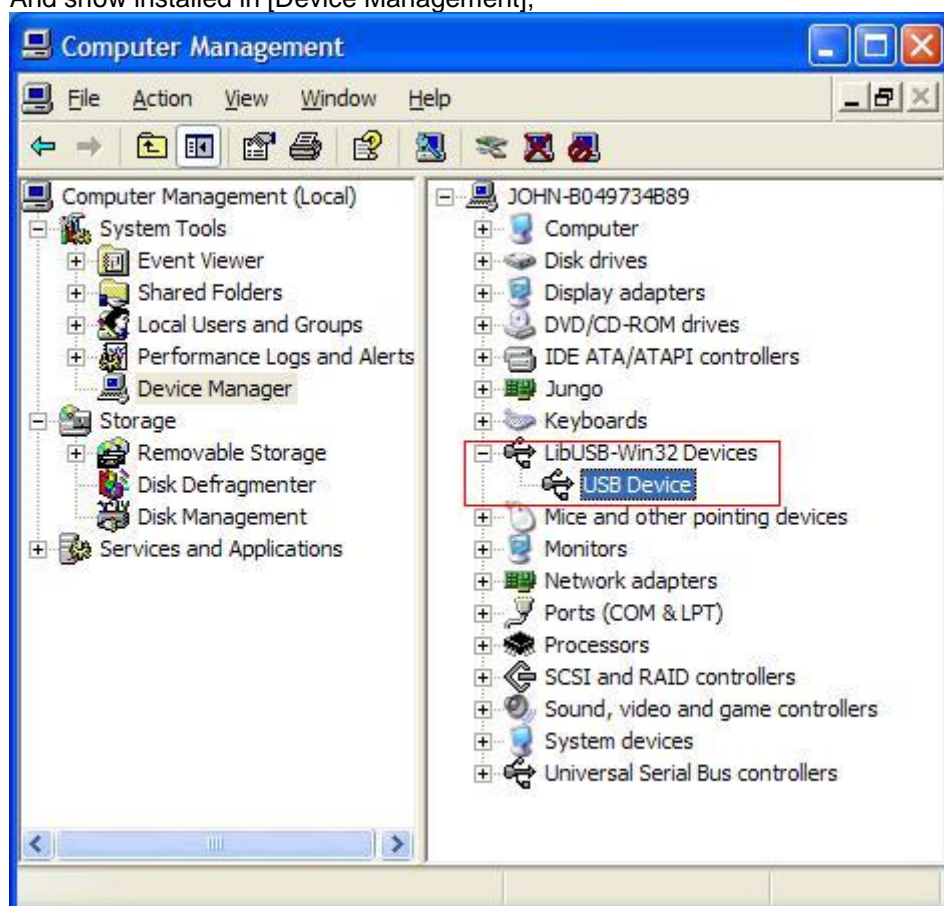 And show installed in [Device Management];
Computer Management
File Action View Window Help
Computer Management (Local)
System Tools
Event Viewer
Shared Folders
Local Users and Groups
Performance Logs and Alerts
Device Manager
Storage
Removable Storage
Disk Defragmenter
Disk Management
Services and Applications
JOHN-B049734B89
Computer
Disk drives
Display adapters
DVD/CD-ROM drives
IDE ATA/ATAPI controllers
Jungo
Keyboards
LibUSB-Win32 Devices
USB Device
Mice and other pointing devices
Monitors
Network adapters
Ports (COM & LPT)
Processors
SCSI and RAID controllers
Sound, video and game controllers
System devices
Universal Serial Bus controllers